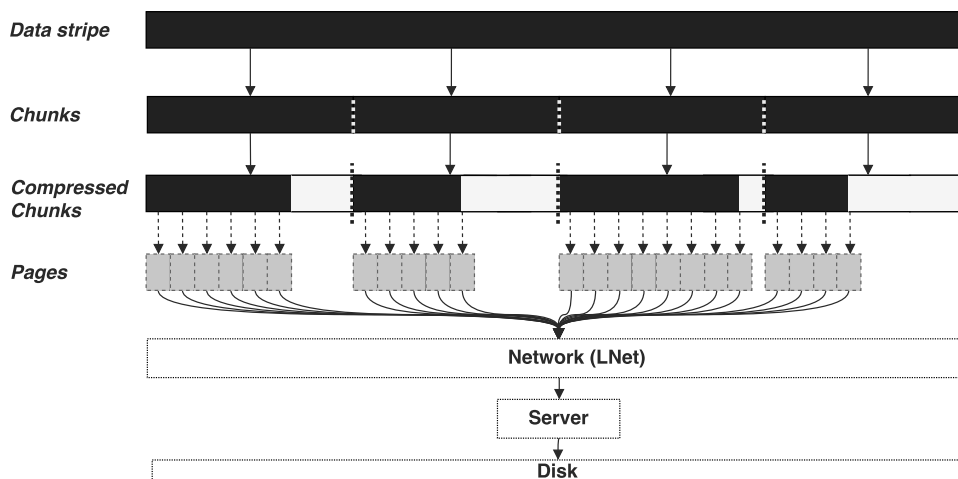 Data stripe
Chunks
Compressed
Chunks
Pages
Network (LNet)
Server
Disk